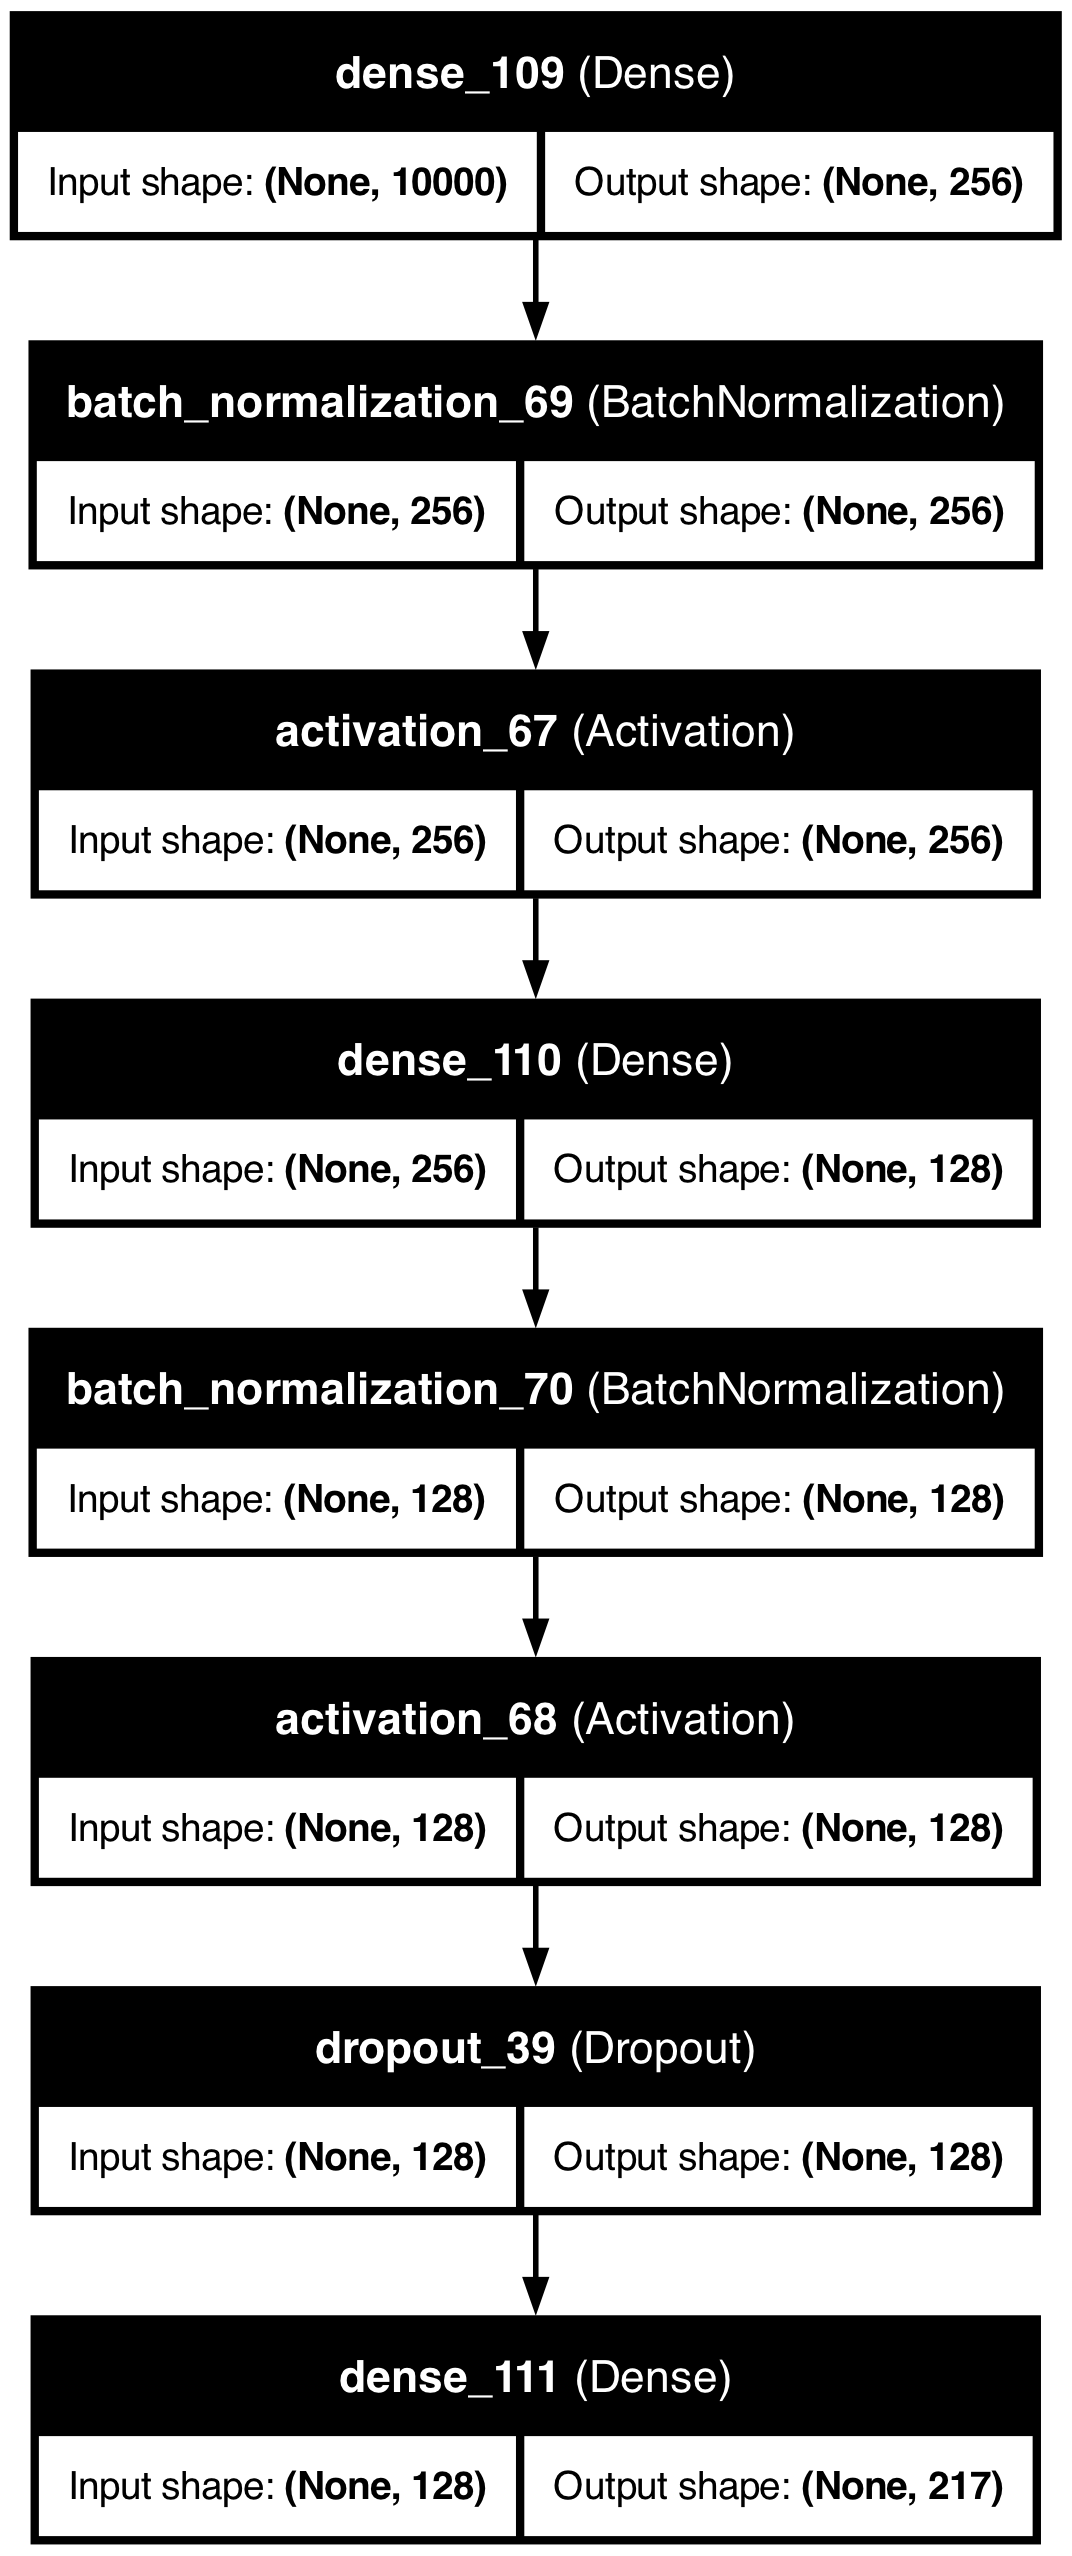 dense_109 (Dense)
Input shape: (None, 10000) Output shape: (None, 256)
batch_normalization_69 (BatchNormalization)
Input shape: (None, 256) Output shape: (None, 256)
activation_67 (Activation)
Input shape: (None, 256) Output shape: (None, 256)
dense_110 (Dense)
Input shape: (None, 256) Output shape: (None, 128)
batch_normalization_70 (BatchNormalization)
Input shape: (None, 128) Output shape: (None, 128)
activation_68 (Activation)
Input shape: (None, 128) Output shape: (None, 128)
dropout_39 (Dropout)
Input shape: (None, 128) Output shape: (None, 128)
dense_111 (Dense)
Input shape: (None, 128) Output shape: (None, 217)